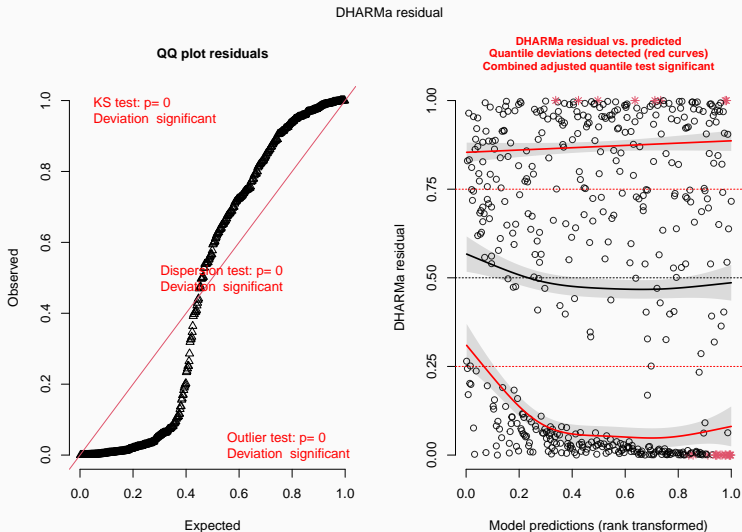 DHARMa residual
QQ plot residuals
KS test: p= 0
Deviation significant
Dispersion test: p= 0
Deviation significant
Outlier test: p= 0
Deviation significant
Observed
0.0
0.2
0.4
0.6
0.8
1.0
0.0 0.2 0.4 0.6 0.8 1.0
Expected
DHARMa residual vs. predicted
Quantile deviations detected (red curves)
Combined adjusted quantile test significant
DHARMa residual
0.00
0.25
0.50
0.75
1.00
0.0 0.2 0.4 0.6 0.8 1.0
Model predictions (rank transformed)